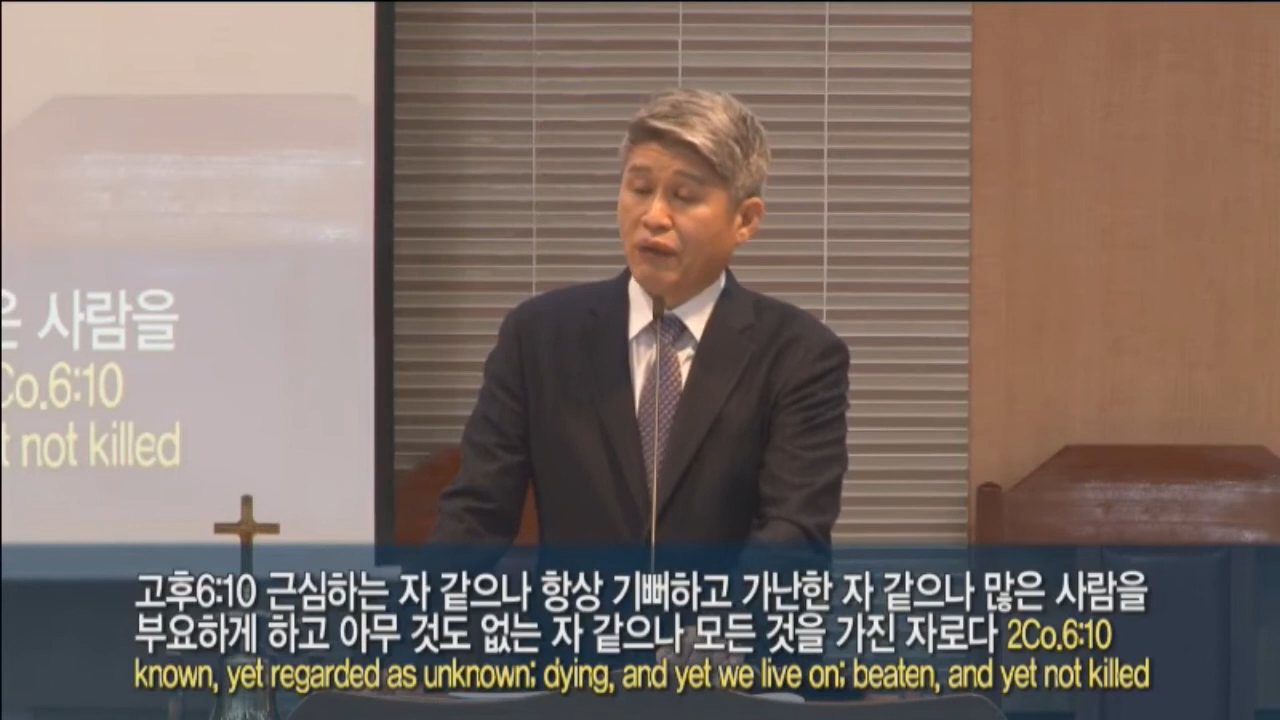 은 사람을
Co.6:10
t not killed
고후6:10 근심하는 자 같으나 항상 기뻐하고 가난한 자 같으나 많은 사람을
부요하게 하고 아무 것도 없는 자 같으나 모든 것을 가진 자로다 2Co.6:10
known, yet regarded as unknown; dying, and yet we live on; beaten, and yet not killed